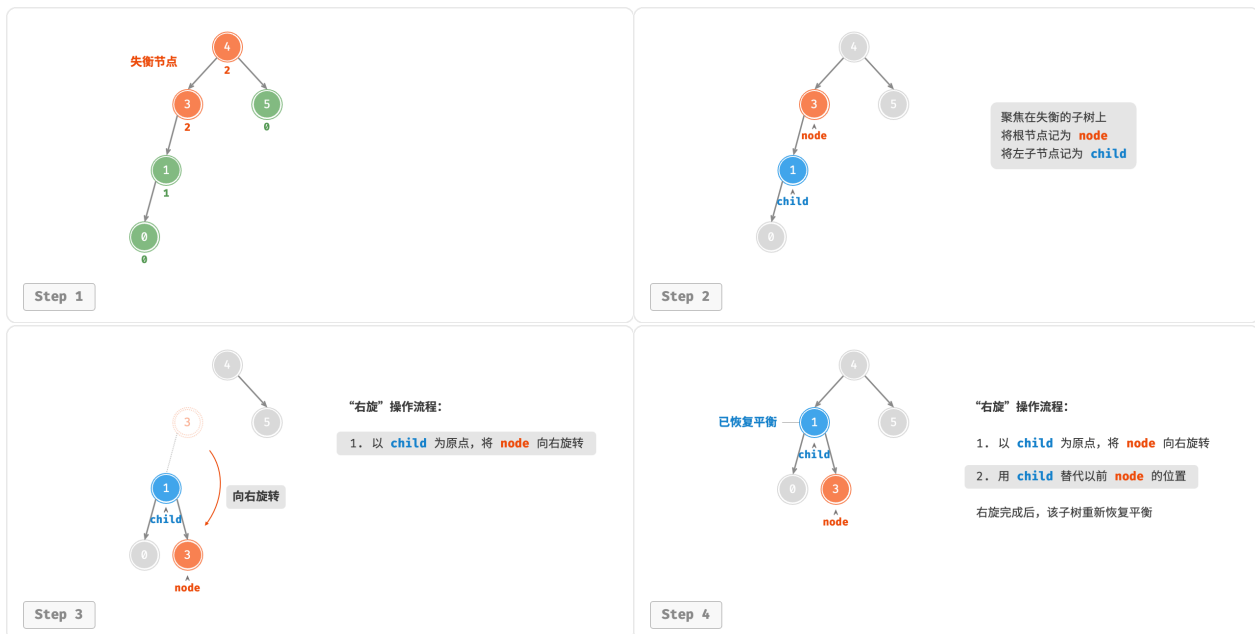 4
失衡节点
2
3
5
2
0
1
1
0
0
Step 1
4
3
5
node
1
child
0
聚焦在失衡的子树上
将根节点记为 node
将左子节点记为 child
Step 2
4
3
5
1
child
向右旋转
0
3
node
“右旋”操作流程：
1. 以 child 为原点，将 node 向右旋转
Step 3
4
已恢复平衡
1
5
child
0
3
node
“右旋”操作流程：
1. 以 child 为原点，将 node 向右旋转
2. 用 child 替代以前 node 的位置
右旋完成后，该子树重新恢复平衡
Step 4